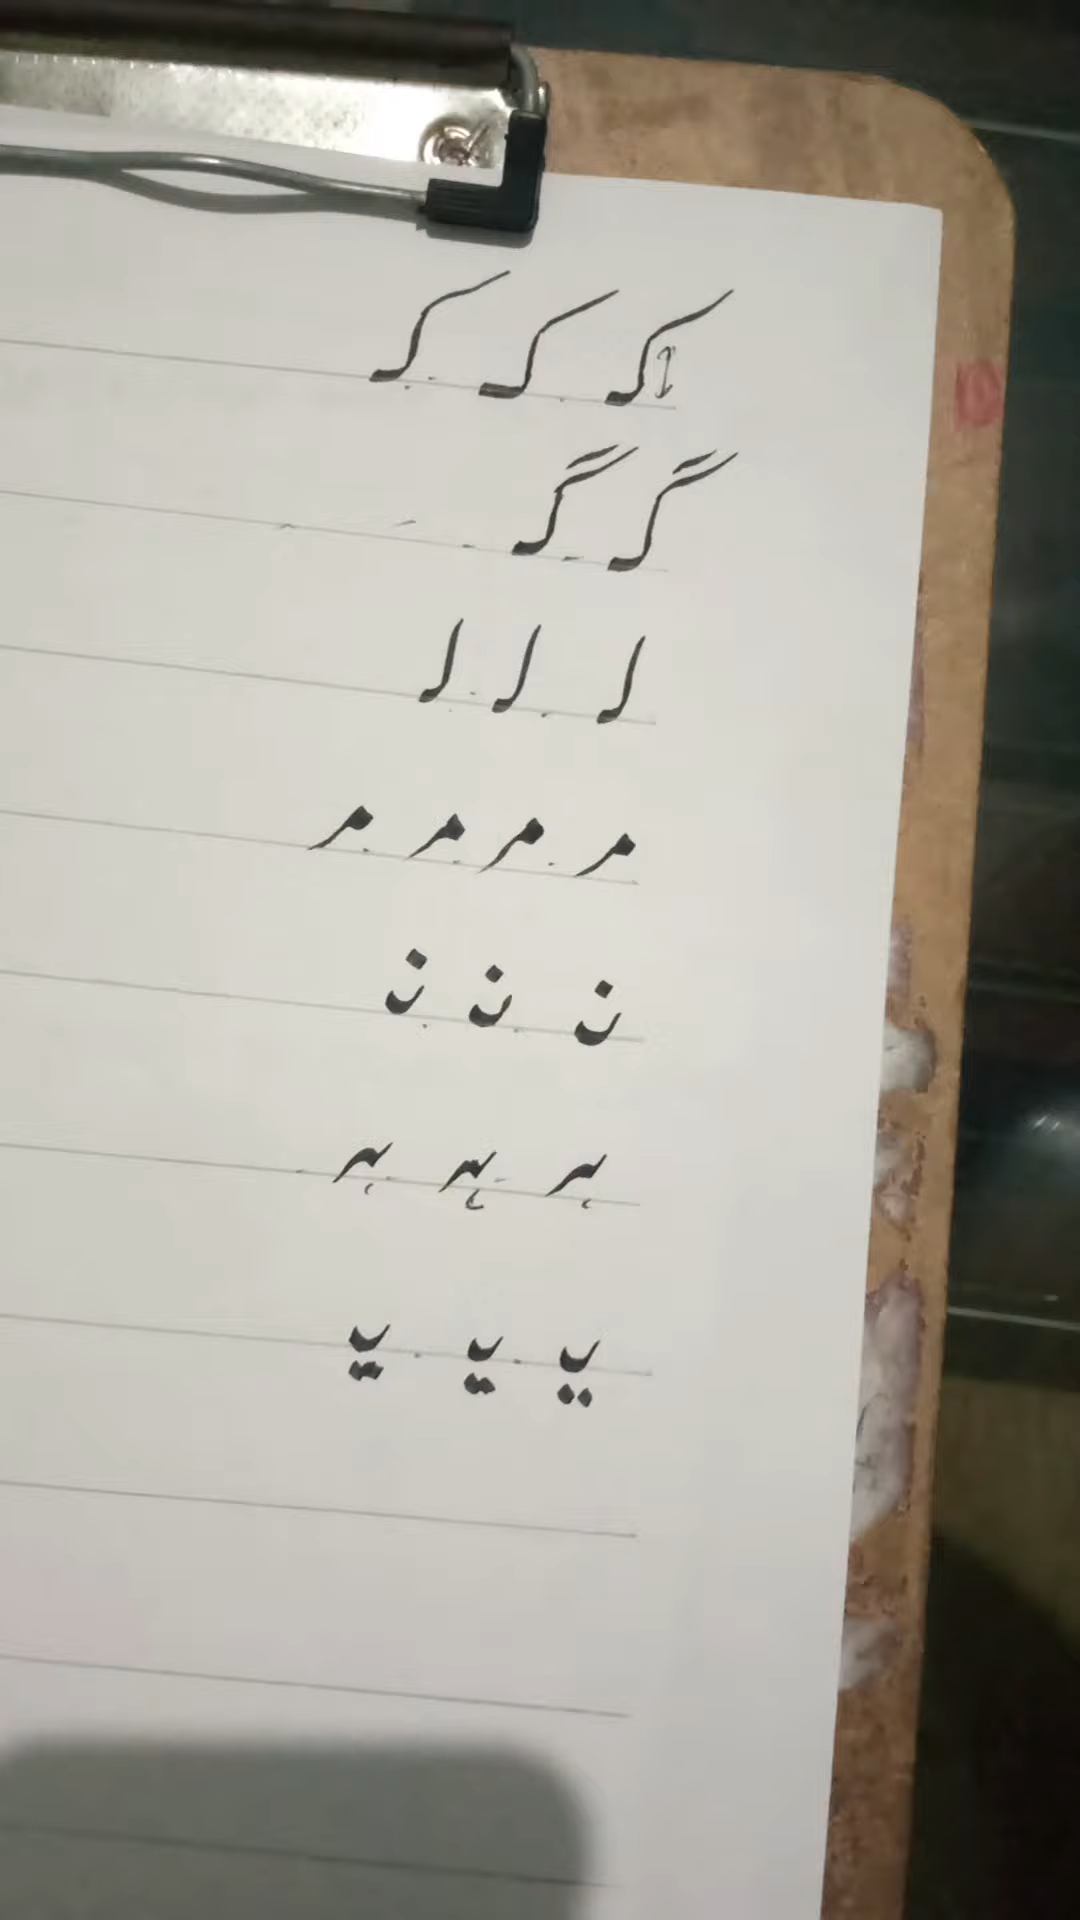 کـ کـ کـ
گـ گـ
لـ لـ لـ
مـ مـ مـ مـ
نـ نـ نـ
ہـ ہـ ہـ
یـ یـ یـ